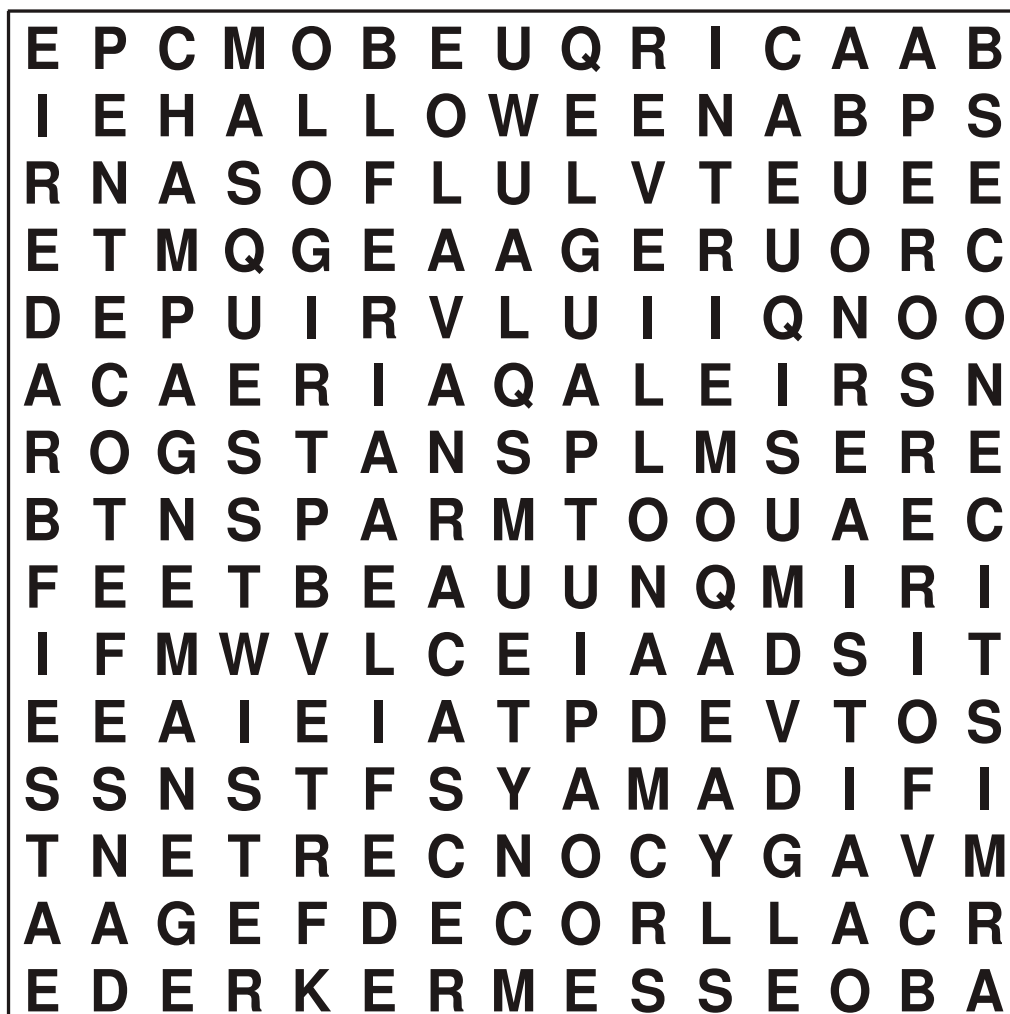 E P C M O B E U Q R I C A A B
I E H A L L O W E E N A B P S
R N A S O F L U L V T E U E E
E T M Q G E A A G E R U O R C
D E P U I R V L U I I Q N O O
A C A E R I A Q A L E I R S N
R O G S T A N S P L M S E R E
B T N S P A R M T O O U A E C
F E E T B E A U U N Q M I R I
I F M W V L C E I A A D S I T
E E A I E I A T P D E V T O S
S S N S T F S Y A M A D I F I
T N E T R E C N O C Y G A V M
A A G E F D E C O R L L A C R
E D E R K E R M E S S E O B A